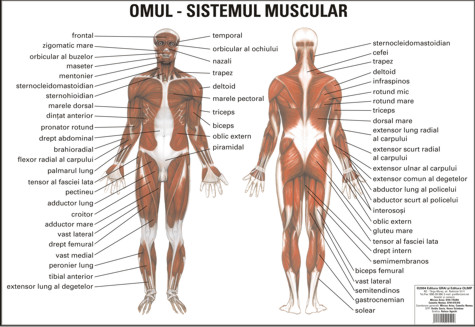 OMUL - SISTEMUL MUSCULAR
frontal
zigomatic mare
orbicular al buzelor
maseter
mentonier
sternocleidomastoidian
sternohioidian
marele dorsal
dințat anterior
pronator rotund
drept abdominal
brahioradial
flexor radial al carpului
palmarul lung
tensor al fasciei lata
pectineu
adductor lung
croitor
adductor mare
vast lateral
drept femural
vast medial
peronier lung
tibial anterior
extensor lung al degetelor
temporal
orbicular al ochiului
nazali
trapez
deltoid
marele pectoral
triceps
biceps
oblic extern
piramidal
sternocleidomastoidian
cefei
trapez
deltoid
infraspinos
rotund mic
rotund mare
triceps
dorsal mare
extensor lung radial
al carpului
extensor scurt radial
al carpului
extensor ulnar al carpului
extensor comun al degetelor
abductor lung al policelui
abductor scurt al policelui
interosoși
oblic extern
gluteu mare
tensor al fasciei lata
drept intern
semimembranos
biceps femural
vast lateral
semitendinos
gastrocnemian
solear